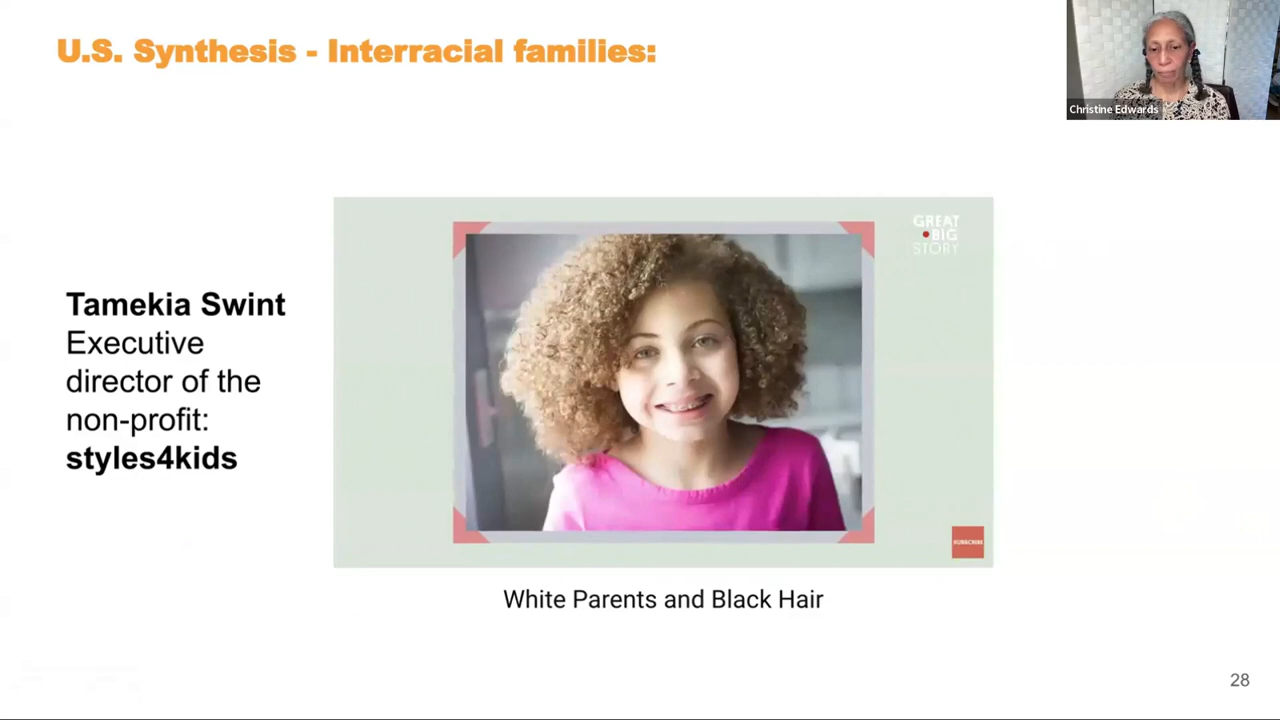 U.S. Synthesis - Interracial families:
Christine Edwards
GREAT
BIG
STORY
Tamekia Swint
Executive
director of the
non-profit:
styles4kids
SUBSCRIBE
White Parents and Black Hair
28